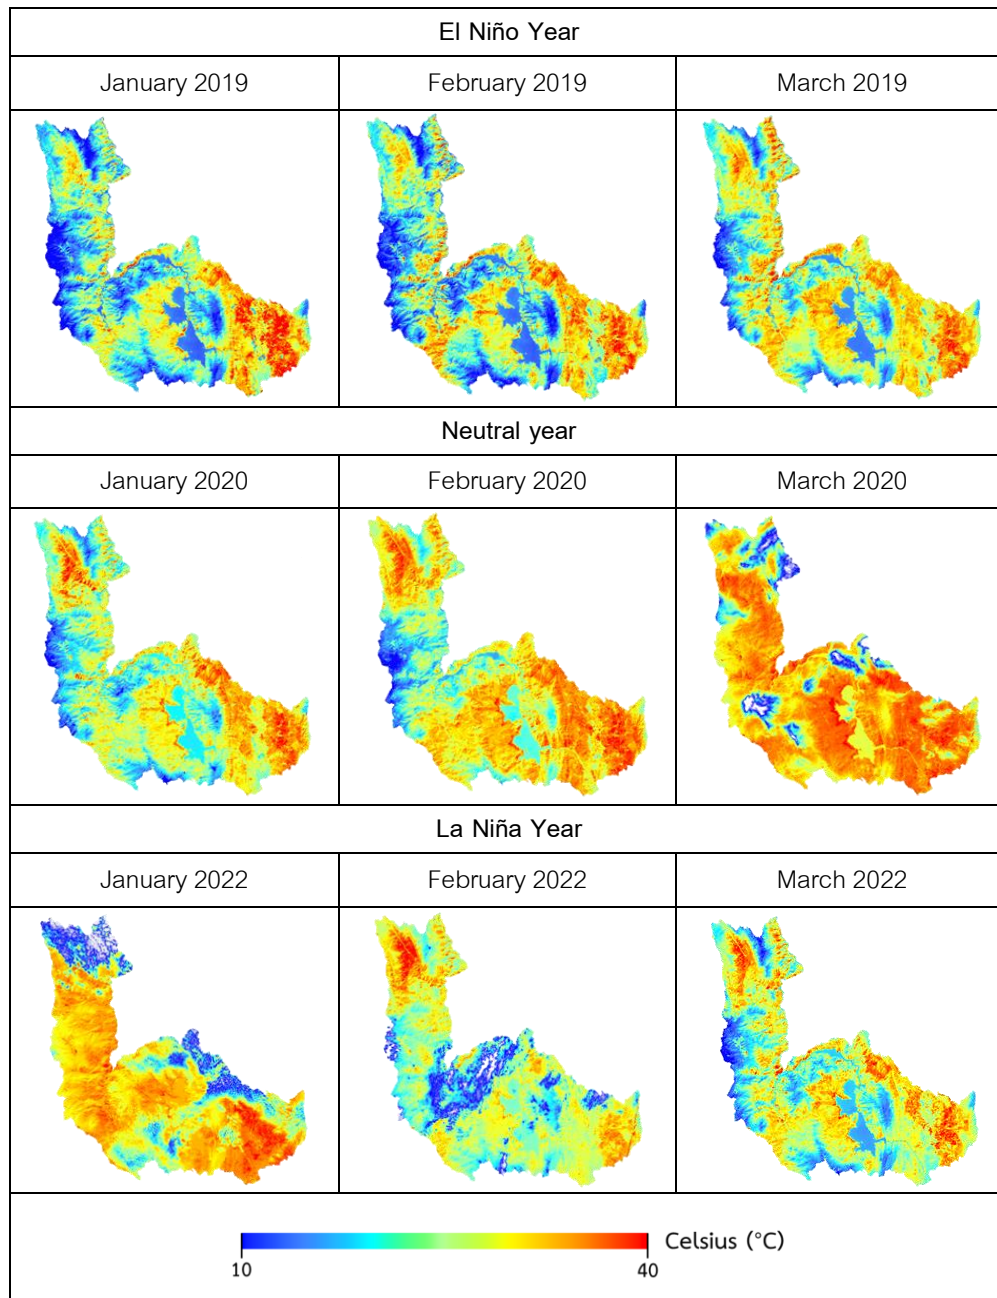 El Niño Year
January 2019
February 2019
March 2019
Neutral year
January 2020
February 2020
March 2020
La Niña Year
January 2022
February 2022
March 2022
Celsius (°C)
10
40